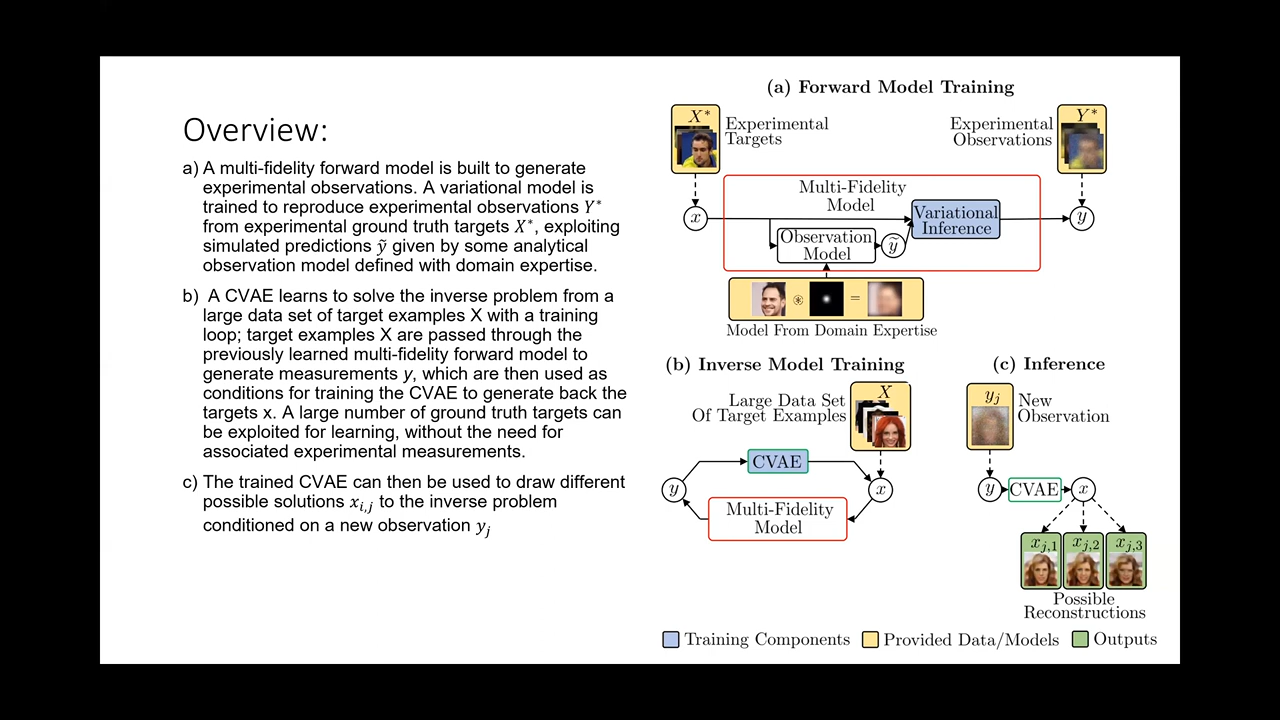 Overview:
a) A multi-fidelity forward model is built to generate
experimental observations. A variational model is
trained to reproduce experimental observations Y*
from experimental ground truth targets X*, exploiting
simulated predictions ỹ given by some analytical
observation model defined with domain expertise.
b) A CVAE learns to solve the inverse problem from a
large data set of target examples X with a training
loop; target examples X are passed through the
previously learned multi-fidelity forward model to
generate measurements y, which are then used as
conditions for training the CVAE to generate back the
targets x. A large number of ground truth targets can
be exploited for learning, without the need for
associated experimental measurements.
c) The trained CVAE can then be used to draw different
possible solutions x_{i,j} to the inverse problem
conditioned on a new observation y_j
(a) Forward Model Training
X*
Experimental
Targets
Experimental
Observations
Y*
Multi-Fidelity
Model
x
Variational
Inference
y
Observation
Model
ỹ
⊛ =
Model From Domain Expertise
(b) Inverse Model Training
Large Data Set
Of Target Examples
X
CVAE
y
x
Multi-Fidelity
Model
(c) Inference
y_j
New
Observation
y
CVAE
x
x_{j,1} x_{j,2} x_{j,3}
Possible
Reconstructions
Training Components
Provided Data/Models
Outputs